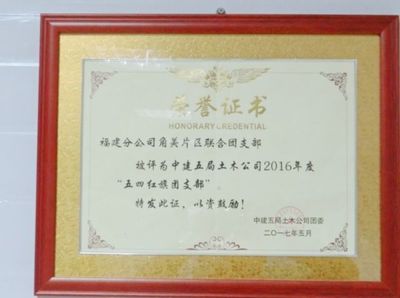 荣誉证书
HONORARY CREDENTIAL
福建分公司角美片区联合团支部
被评为中建五局土木公司2016年度
“五四红旗团支部”
特发此证，以资鼓励！
中建五局土木公司团委
二〇一七年五月